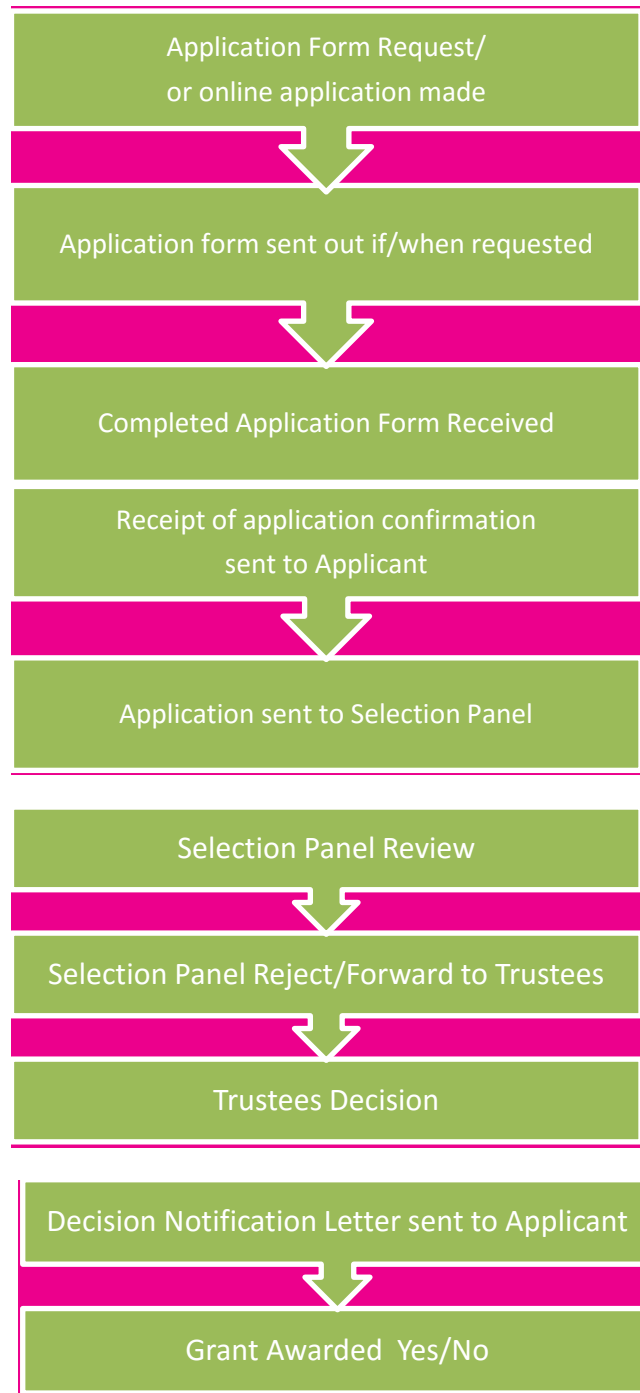 Application Form Request/
or online application made
Application form sent out if/when requested
Completed Application Form Received
Receipt of application confirmation
sent to Applicant
Application sent to Selection Panel
Selection Panel Review
Selection Panel Reject/Forward to Trustees
Trustees Decision
Decision Notification Letter sent to Applicant
Grant Awarded  Yes/No